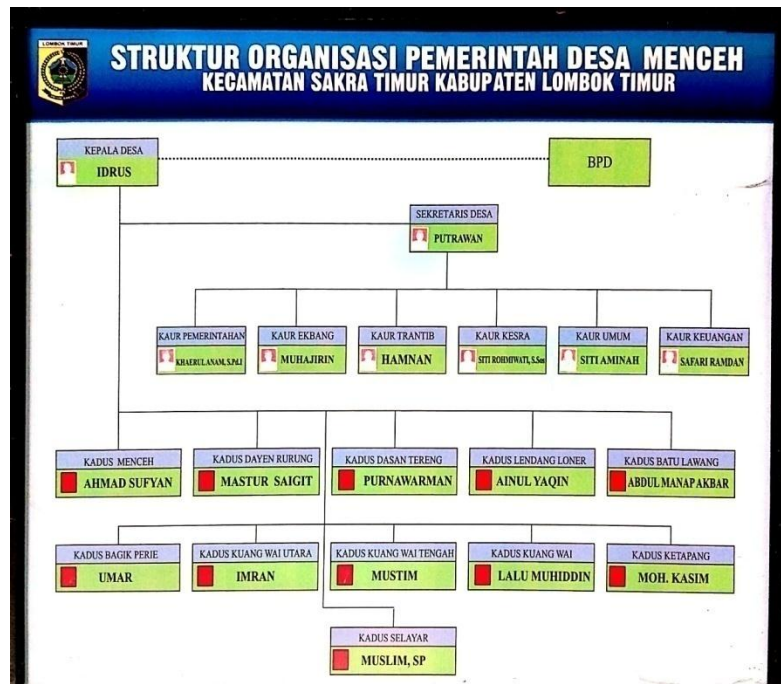 LOMBOK TIMUR
STRUKTUR ORGANISASI PEMERINTAH DESA MENCEH
KECAMATAN SAKRA TIMUR KABUPATEN LOMBOK TIMUR
KEPALA DESA
IDRUS
BPD
SEKRETARIS DESA
PUTRAWAN
KAUR PEMERINTAHAN
KHAERUL ANAM, S.Pd.I
KAUR EKBANG
MUHAJIRIN
KAUR TRANTIB
HAMNAN
KAUR KESRA
SITI ROHMIWATI, S.Sos
KAUR UMUM
SITI AMINAH
KAUR KEUANGAN
SAFARI RAMDAN
KADUS MENCEH
AHMAD SUFYAN
KADUS DAYEN RURUNG
MASTUR SAIGIT
KADUS DASAN TERENG
PURNAWARMAN
KADUS LENDANG LONER
AINUL YAQIN
KADUS BATU LAWANG
ABDUL MANAP AKBAR
KADUS BAGIK PERIE
UMAR
KADUS KUANG WAI UTARA
IMRAN
KADUS KUANG WAI TENGAH
MUSTIM
KADUS KUANG WAI
LALU MUHIDDIN
KADUS KETAPANG
MOH. KASIM
KADUS SELAYAR
MUSLIM, SP